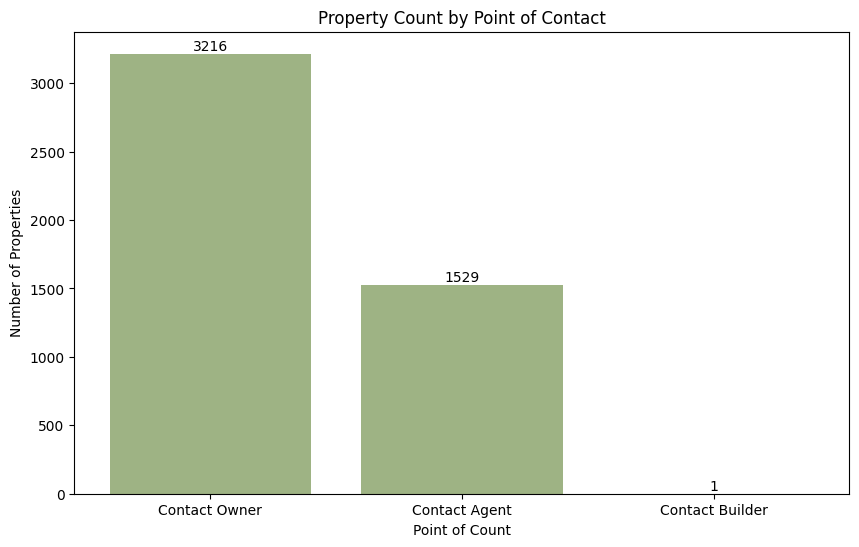 Property Count by Point of Contact
3216
1529
1
3000
2500
2000
1500
1000
500
0
Number of Properties
Contact Owner
Contact Agent
Contact Builder
Point of Count